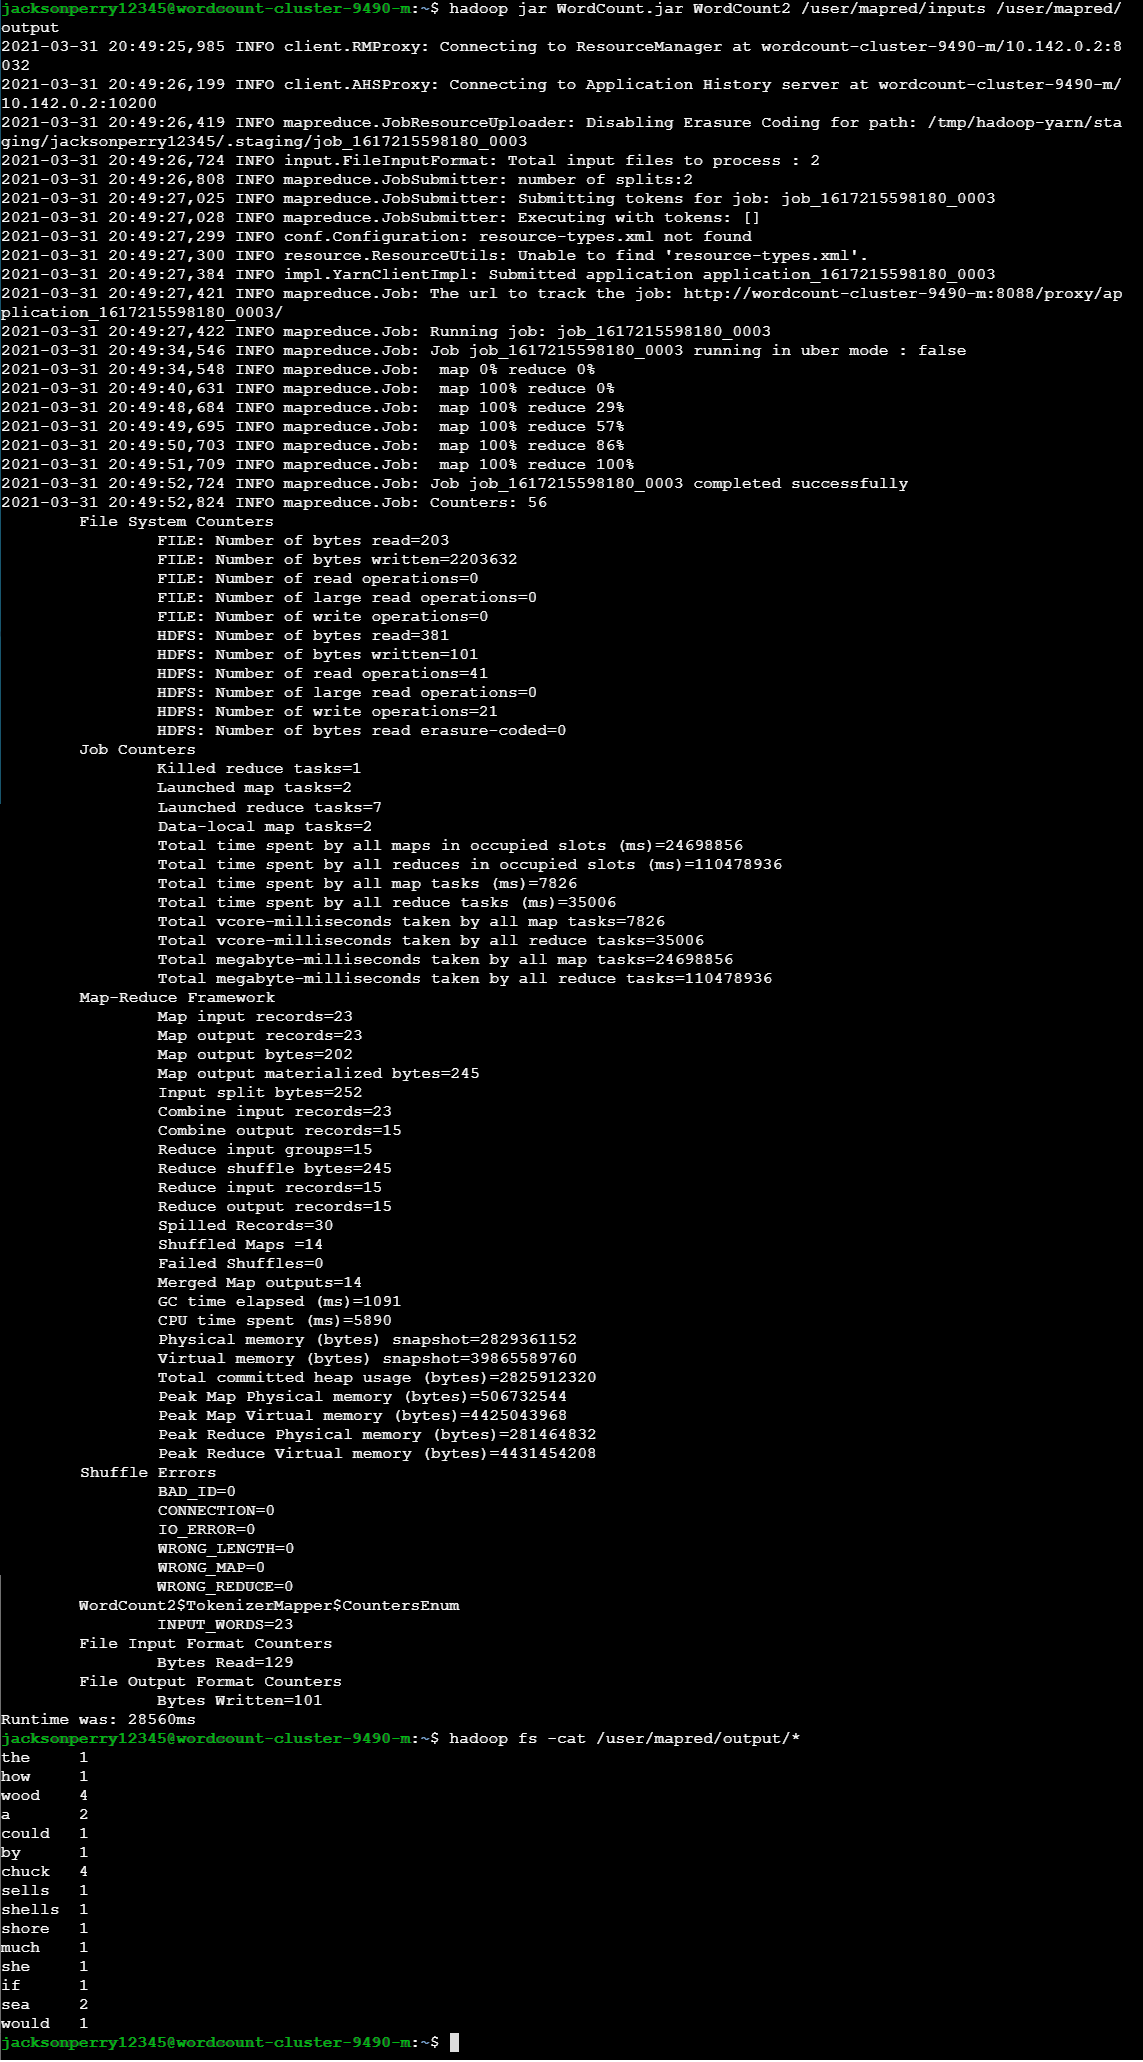 jacksonperry12345@wordcount-cluster-9490-m:~$ hadoop jar WordCount.jar WordCount2 /user/mapred/inputs /user/mapred/
output
2021-03-31 20:49:25,985 INFO client.RMProxy: Connecting to ResourceManager at wordcount-cluster-9490-m/10.142.0.2:8
032
2021-03-31 20:49:26,199 INFO client.AHSProxy: Connecting to Application History server at wordcount-cluster-9490-m/
10.142.0.2:10200
2021-03-31 20:49:26,419 INFO mapreduce.JobResourceUploader: Disabling Erasure Coding for path: /tmp/hadoop-yarn/sta
ging/jacksonperry12345/.staging/job_1617215598180_0003
2021-03-31 20:49:26,724 INFO input.FileInputFormat: Total input files to process : 2
2021-03-31 20:49:26,808 INFO mapreduce.JobSubmitter: number of splits:2
2021-03-31 20:49:27,025 INFO mapreduce.JobSubmitter: Submitting tokens for job: job_1617215598180_0003
2021-03-31 20:49:27,028 INFO mapreduce.JobSubmitter: Executing with tokens: []
2021-03-31 20:49:27,299 INFO conf.Configuration: resource-types.xml not found
2021-03-31 20:49:27,300 INFO resource.ResourceUtils: Unable to find 'resource-types.xml'.
2021-03-31 20:49:27,384 INFO impl.YarnClientImpl: Submitted application application_1617215598180_0003
2021-03-31 20:49:27,421 INFO mapreduce.Job: The url to track the job: http://wordcount-cluster-9490-m:8088/proxy/ap
plication_1617215598180_0003/
2021-03-31 20:49:27,422 INFO mapreduce.Job: Running job: job_1617215598180_0003
2021-03-31 20:49:34,546 INFO mapreduce.Job: Job job_1617215598180_0003 running in uber mode : false
2021-03-31 20:49:34,548 INFO mapreduce.Job:  map 0% reduce 0%
2021-03-31 20:49:40,631 INFO mapreduce.Job:  map 100% reduce 0%
2021-03-31 20:49:48,684 INFO mapreduce.Job:  map 100% reduce 29%
2021-03-31 20:49:49,695 INFO mapreduce.Job:  map 100% reduce 57%
2021-03-31 20:49:50,703 INFO mapreduce.Job:  map 100% reduce 86%
2021-03-31 20:49:51,709 INFO mapreduce.Job:  map 100% reduce 100%
2021-03-31 20:49:52,724 INFO mapreduce.Job: Job job_1617215598180_0003 completed successfully
2021-03-31 20:49:52,824 INFO mapreduce.Job: Counters: 56
File System Counters
FILE: Number of bytes read=203
FILE: Number of bytes written=2203632
FILE: Number of read operations=0
FILE: Number of large read operations=0
FILE: Number of write operations=0
HDFS: Number of bytes read=381
HDFS: Number of bytes written=101
HDFS: Number of read operations=41
HDFS: Number of large read operations=0
HDFS: Number of write operations=21
HDFS: Number of bytes read erasure-coded=0
Job Counters
Killed reduce tasks=1
Launched map tasks=2
Launched reduce tasks=7
Data-local map tasks=2
Total time spent by all maps in occupied slots (ms)=24698856
Total time spent by all reduces in occupied slots (ms)=110478936
Total time spent by all map tasks (ms)=7826
Total time spent by all reduce tasks (ms)=35006
Total vcore-milliseconds taken by all map tasks=7826
Total vcore-milliseconds taken by all reduce tasks=35006
Total megabyte-milliseconds taken by all map tasks=24698856
Total megabyte-milliseconds taken by all reduce tasks=110478936
Map-Reduce Framework
Map input records=23
Map output records=23
Map output bytes=202
Map output materialized bytes=245
Input split bytes=252
Combine input records=23
Combine output records=15
Reduce input groups=15
Reduce shuffle bytes=245
Reduce input records=15
Reduce output records=15
Spilled Records=30
Shuffled Maps =14
Failed Shuffles=0
Merged Map outputs=14
GC time elapsed (ms)=1091
CPU time spent (ms)=5890
Physical memory (bytes) snapshot=2829361152
Virtual memory (bytes) snapshot=39865589760
Total committed heap usage (bytes)=2825912320
Peak Map Physical memory (bytes)=506732544
Peak Map Virtual memory (bytes)=4425043968
Peak Reduce Physical memory (bytes)=281464832
Peak Reduce Virtual memory (bytes)=4431454208
Shuffle Errors
BAD_ID=0
CONNECTION=0
IO_ERROR=0
WRONG_LENGTH=0
WRONG_MAP=0
WRONG_REDUCE=0
WordCount2$TokenizerMapper$CountersEnum
INPUT_WORDS=23
File Input Format Counters
Bytes Read=129
File Output Format Counters
Bytes Written=101
Runtime was: 28560ms
jacksonperry12345@wordcount-cluster-9490-m:~$ hadoop fs -cat /user/mapred/output/*
the 1
how 1
wood 4
a 2
could 1
by 1
chuck 4
sells 1
shells 1
shore 1
much 1
she 1
if 1
sea 2
would 1
jacksonperry12345@wordcount-cluster-9490-m:~$